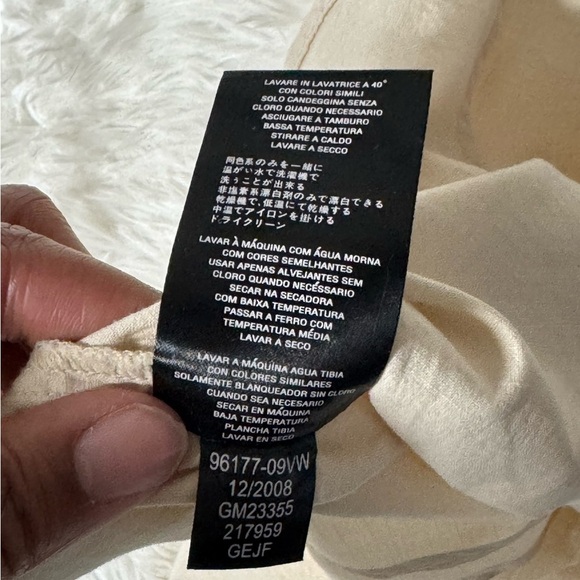 LAVARE IN LAVATRICE A 40°
CON COLORI SIMILI
SOLO CANDEGGINA SENZA
CLORO QUANDO NECESSARIO
ASCIUGARE A TAMBURO
BASSA TEMPERATURA
STIRARE A CALDO
LAVARE A SECCO
同色系のみを一緒に
温がい水で洗濯機で
洗うことが出来る
非塩素系漂白剤のみで漂白できる
乾燥機で、低温にて乾燥する
中温でアイロンを掛ける
ドライクリーン
LAVAR À MÁQUINA COM ÁGUA MORNA
COM CORES SEMELHANTES
USAR APENAS ALVEJANTES SEM
CLORO QUANDO NECESSÁRIO
SECAR NA SECADORA
COM BAIXA TEMPERATURA
PASSAR A FERRO COM
TEMPERATURA MÉDIA
LAVAR A SECO
LAVAR A MÁQUINA AGUA TIBIA
CON COLORES SIMILARES
SOLAMENTE BLANQUEADOR SIN CLORO
CUANDO SEA NECESARIO
SECAR EN MÁQUINA
BAJA TEMPERATURA
PLANCHA TIBIA
LAVAR EN SECO
96177-09VW
12/2008
GM23355
217959
GEJF